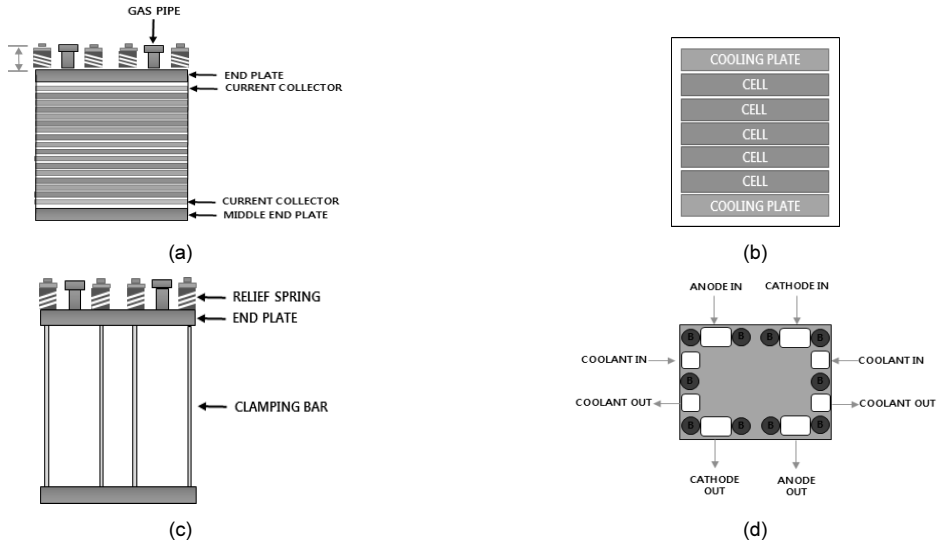 GAS PIPE
END PLATE
CURRENT COLLECTOR
CURRENT COLLECTOR
MIDDLE END PLATE
(a)
COOLING PLATE
CELL
CELL
CELL
CELL
CELL
COOLING PLATE
(b)
RELIEF SPRING
END PLATE
CLAMPING BAR
(c)
ANODE IN
CATHODE IN
B
B
B
B
COOLANT IN
COOLANT IN
B
B
COOLANT OUT
COOLANT OUT
B
B
B
B
CATHODE
OUT
ANODE
OUT
(d)